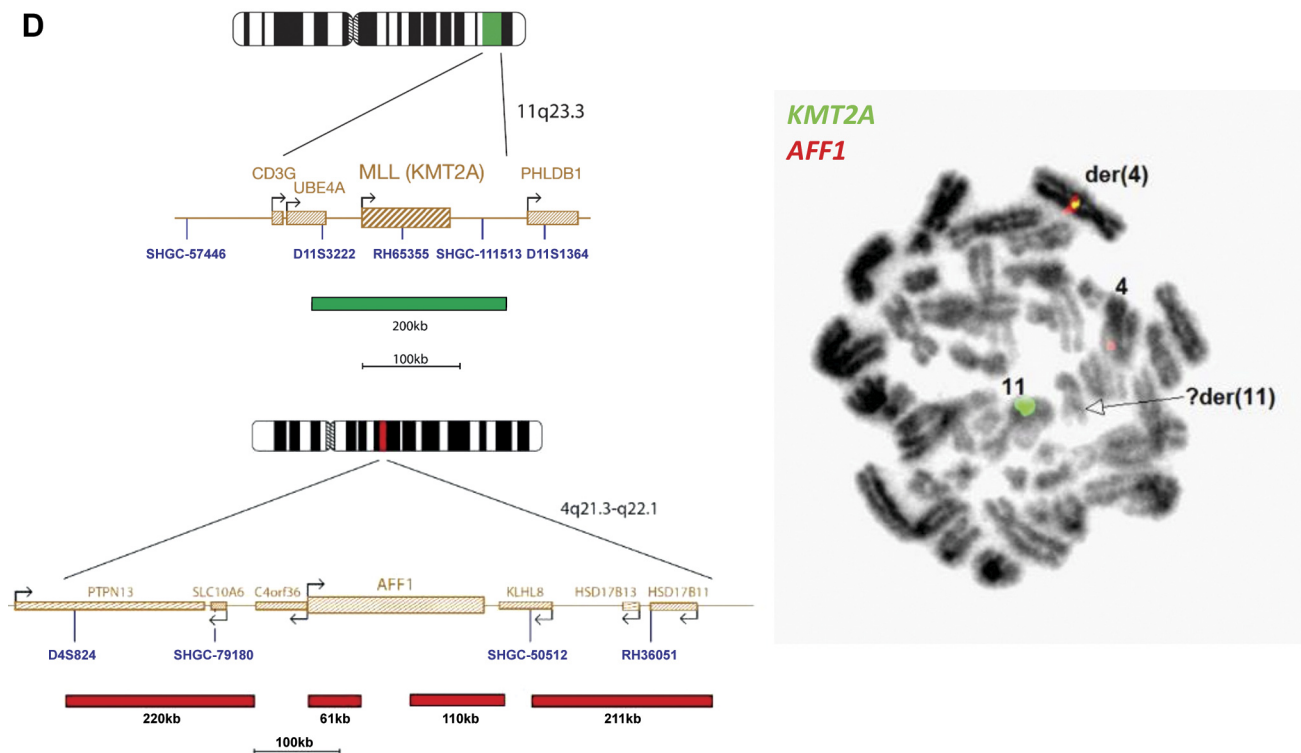 D
11q23.3
CD3G
UBE4A
MLL (KMT2A)
PHLDB1
SHGC-57446
D11S3222
RH65355
SHGC-111513
D11S1364
200kb
100kb
4q21.3-q22.1
PTPN13
SLC10A6
C4orf36
AFF1
KLHL8
HSD17B13
HSD17B11
D4S824
SHGC-79180
SHGC-50512
RH36051
220kb
61kb
110kb
211kb
100kb
KMT2A
AFF1
der(4)
4
11
?der(11)